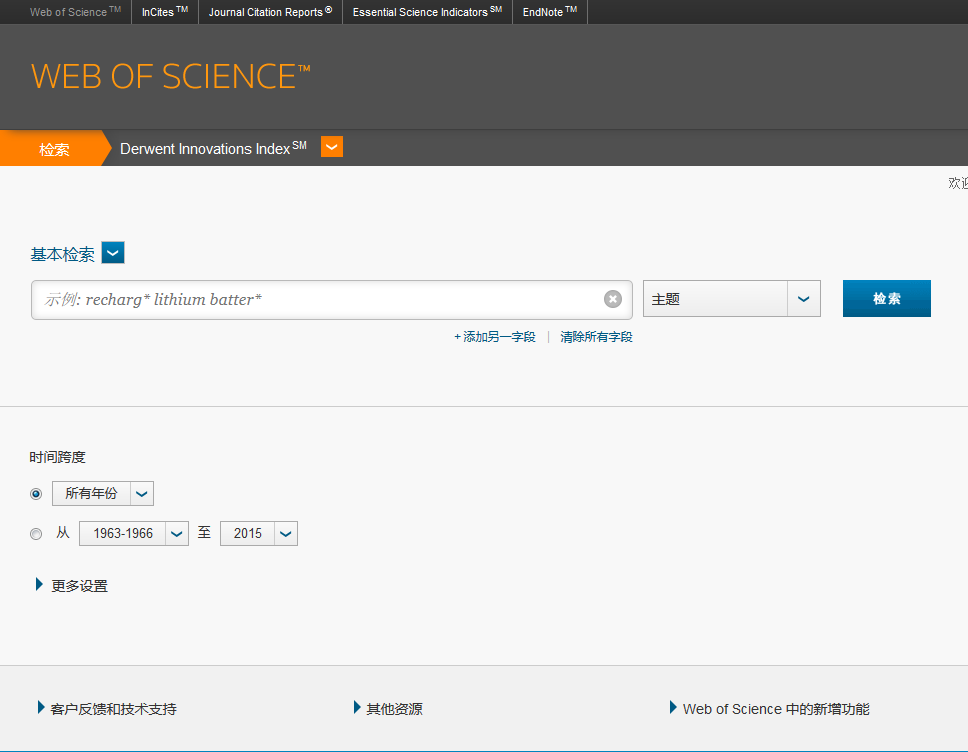 Web of Science™ InCites™ Journal Citation Reports® Essential Science Indicators℠ EndNote™
WEB OF SCIENCE™
检索 Derwent Innovations Index℠
欢迎
基本检索
示例: recharg* lithium batter* 主题 检索
+ 添加另一字段 | 清除所有字段
时间跨度
所有年份
从 1963-1966 至 2015
更多设置
客户反馈和技术支持 其他资源 Web of Science 中的新增功能